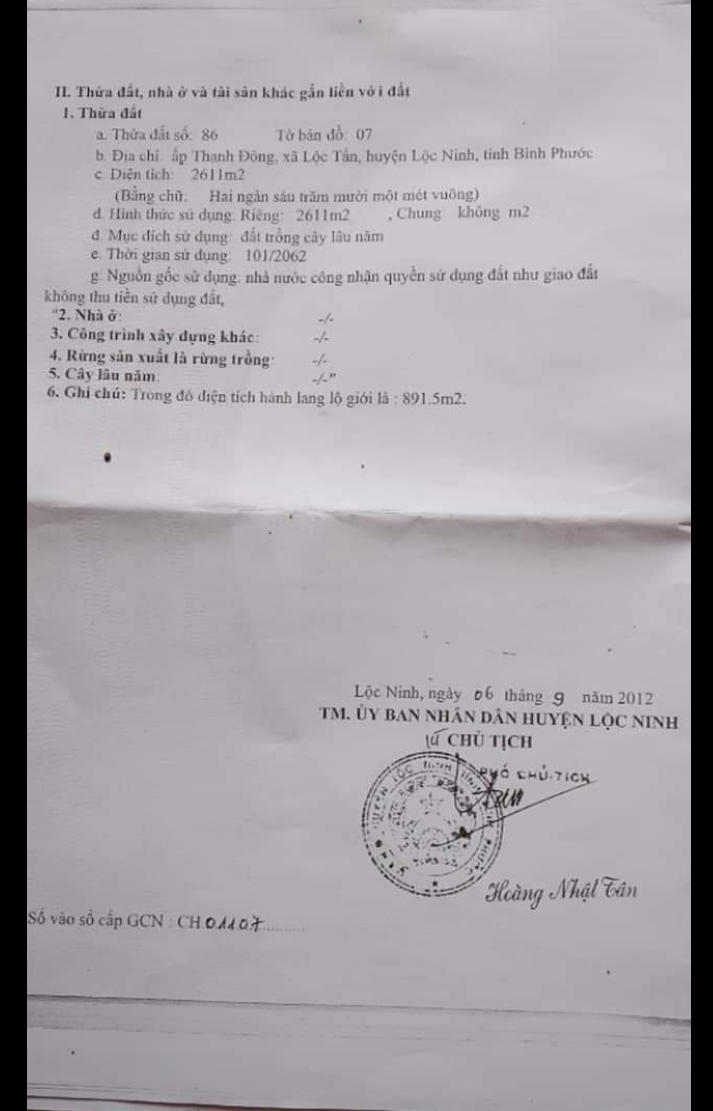 II. Thửa đất, nhà ở và tài sản khác gắn liền với đất
1. Thửa đất
a. Thửa đất số: 86 Tờ bản đồ: 07
b. Địa chỉ: ấp Thạnh Đông, xã Lộc Tấn, huyện Lộc Ninh, tỉnh Bình Phước
c. Diện tích: 2611m2
(Bằng chữ: Hai ngàn sáu trăm mười một mét vuông)
d. Hình thức sử dụng: Riêng: 2611m2 , Chung: không m2
đ. Mục đích sử dụng: đất trồng cây lâu năm
e. Thời gian sử dụng: 101/2062
g. Nguồn gốc sử dụng: nhà nước công nhận quyền sử dụng đất như giao đất
không thu tiền sử dụng đất,
"2. Nhà ở: -/-
3. Công trình xây dựng khác: -/-
4. Rừng sản xuất là rừng trồng: -/-
5. Cây lâu năm: -/-"
6. Ghi chú: Trong đó diện tích hành lang lộ giới là : 891.5m2.
Lộc Ninh, ngày 06 tháng 9 năm 2012
TM. ỦY BAN NHÂN DÂN HUYỆN LỘC NINH
CHỦ TỊCH
PHÓ CHỦ-TỊCH
Hoàng Nhật Tân
Số vào sổ cấp GCN : CH 01107